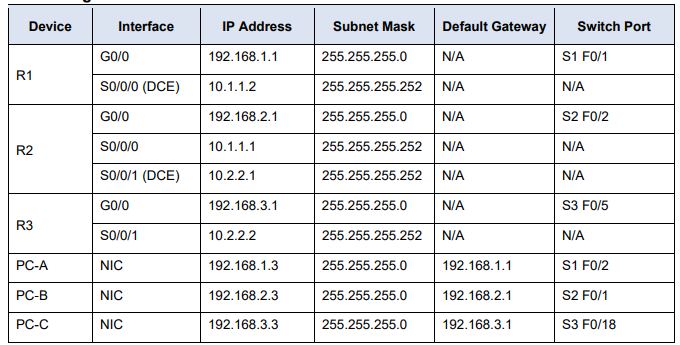 Device Interface IP Address Subnet Mask Default Gateway Switch Port
R1 G0/0 192.168.1.1 255.255.255.0 N/A S1 F0/1
S0/0/0 (DCE) 10.1.1.2 255.255.255.252 N/A N/A
R2 G0/0 192.168.2.1 255.255.255.0 N/A S2 F0/2
S0/0/0 10.1.1.1 255.255.255.252 N/A N/A
S0/0/1 (DCE) 10.2.2.1 255.255.255.252 N/A N/A
R3 G0/0 192.168.3.1 255.255.255.0 N/A S3 F0/5
S0/0/1 10.2.2.2 255.255.255.252 N/A N/A
PC-A NIC 192.168.1.3 255.255.255.0 192.168.1.1 S1 F0/2
PC-B NIC 192.168.2.3 255.255.255.0 192.168.2.1 S2 F0/1
PC-C NIC 192.168.3.3 255.255.255.0 192.168.3.1 S3 F0/18